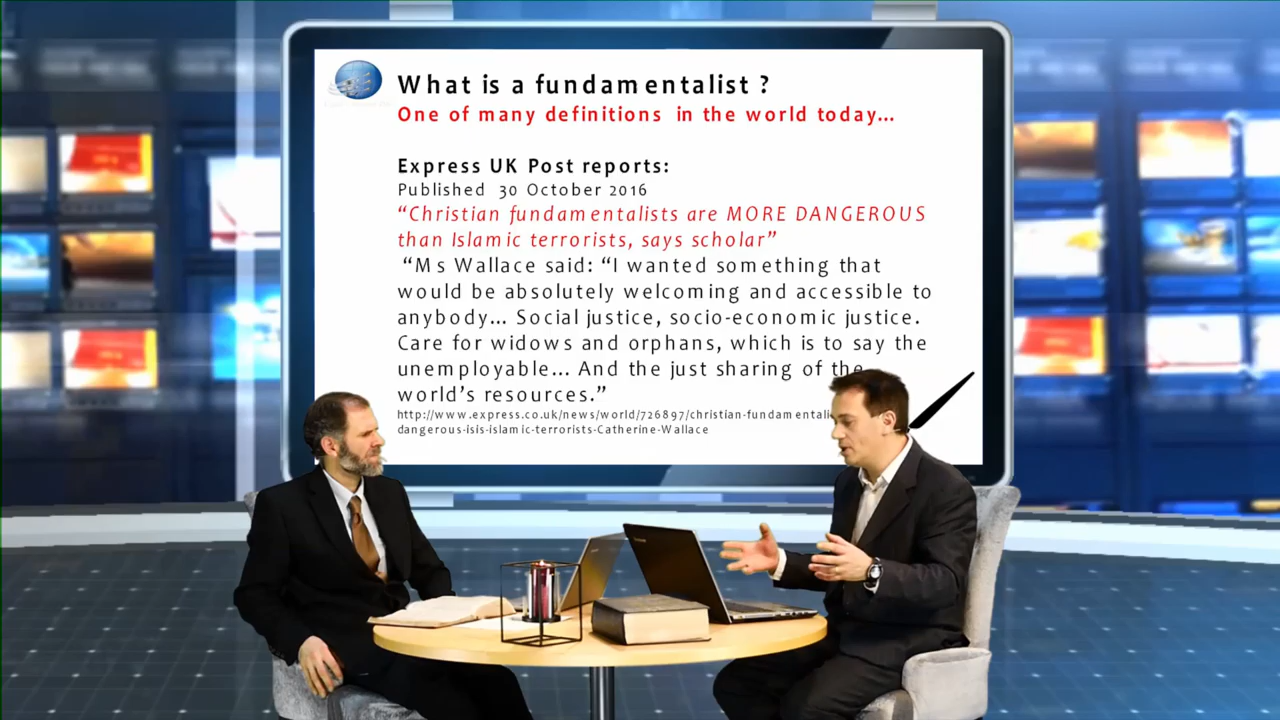 What is a fundamentalist ?
One of many definitions in the world today...
Express UK Post reports:
Published 30 October 2016
“Christian fundamentalists are MORE DANGEROUS
than Islamic terrorists, says scholar”
“Ms Wallace said: “I wanted something that
would be absolutely welcoming and accessible to
anybody... Social justice, socio-economic justice.
Care for widows and orphans, which is to say the
unemployable... And the just sharing of the
world’s resources.”
http://www.express.co.uk/news/world/726897/christian-fundamentali
dangerous-isis-islamic-terrorists-Catherine-Wallace